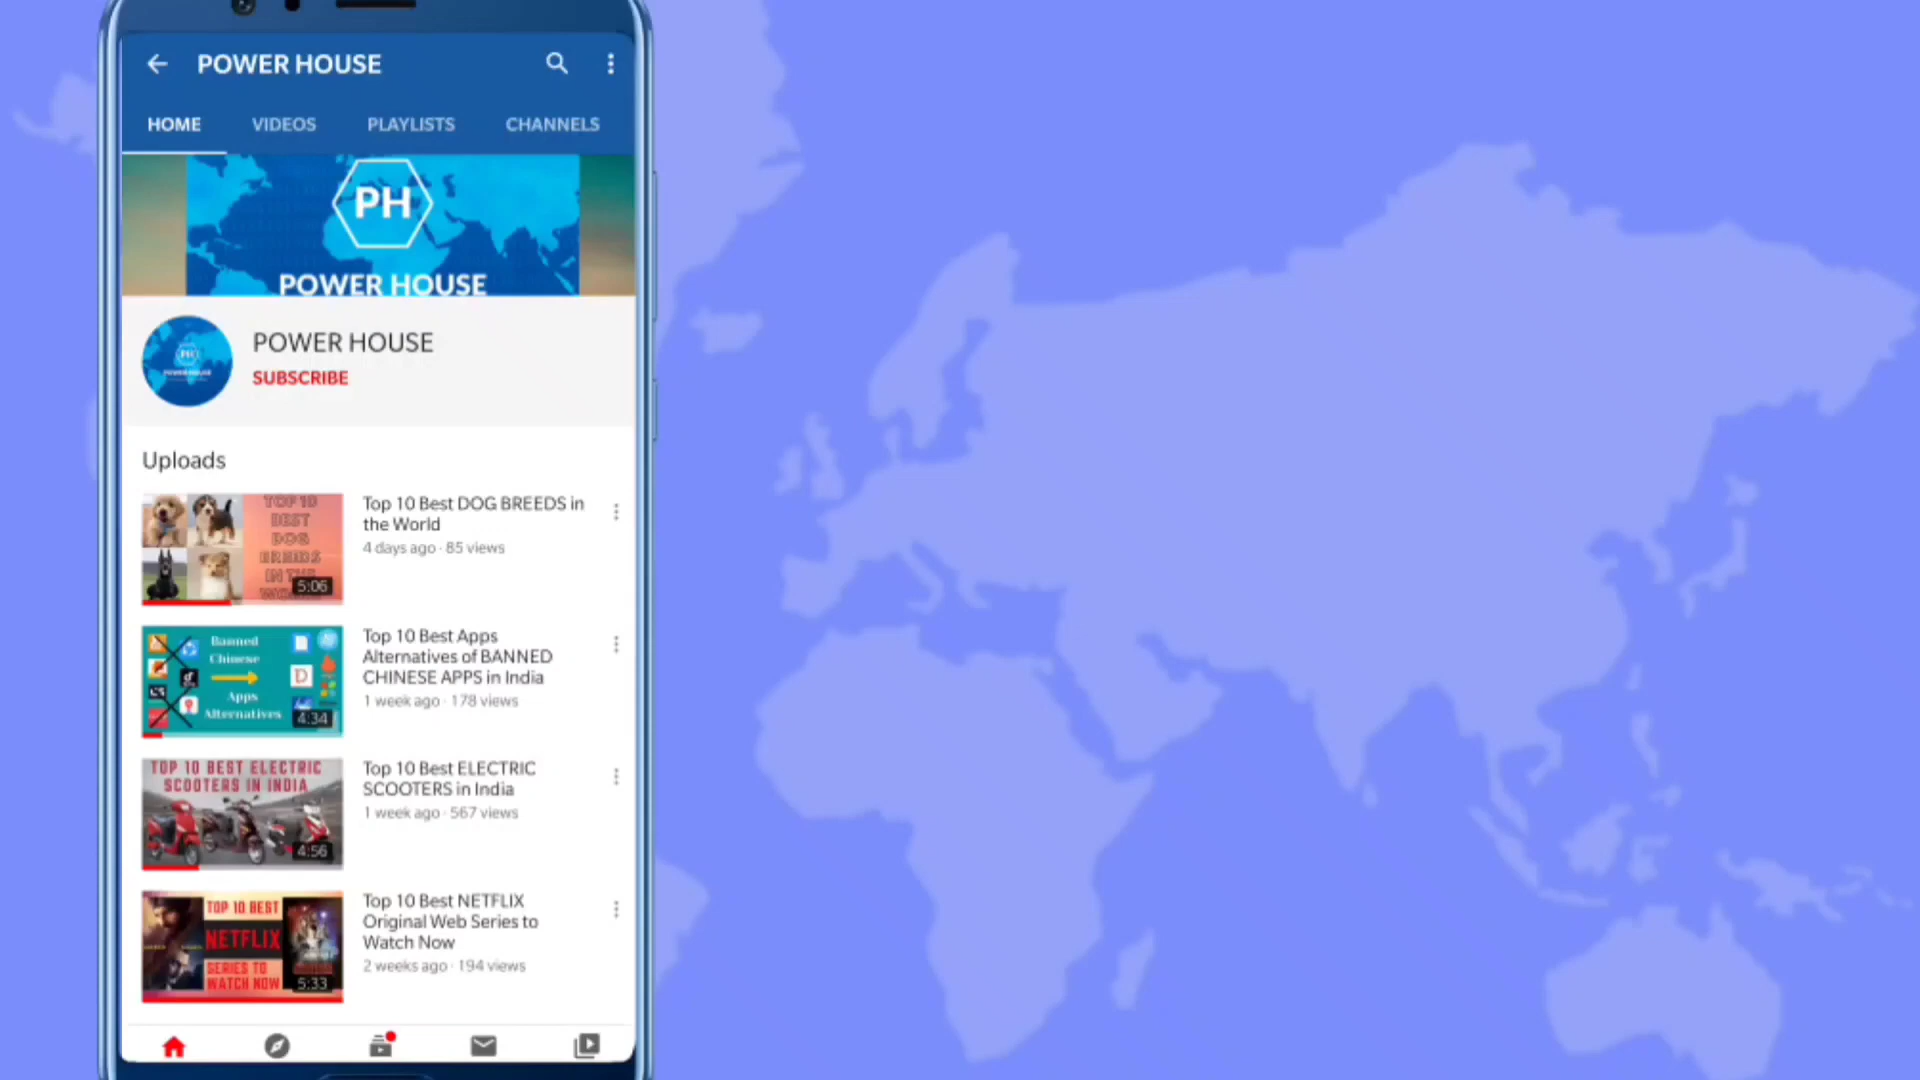 POWER HOUSE
HOME VIDEOS PLAYLISTS CHANNELS
PH
POWER HOUSE
POWER HOUSE
SUBSCRIBE
Uploads
TOP 10
BEST
DOG
BREEDS
IN THE
5:06
Top 10 Best DOG BREEDS in
the World
4 days ago · 85 views
Banned
Chinese
Apps
Alternatives
4:34
Top 10 Best Apps
Alternatives of BANNED
CHINESE APPS in India
1 week ago · 178 views
TOP 10 BEST ELECTRIC
SCOOTERS IN INDIA
4:56
Top 10 Best ELECTRIC
SCOOTERS in India
1 week ago · 567 views
TOP 10 BEST
NETFLIX
SERIES TO
WATCH NOW
5:33
Top 10 Best NETFLIX
Original Web Series to
Watch Now
2 weeks ago · 194 views